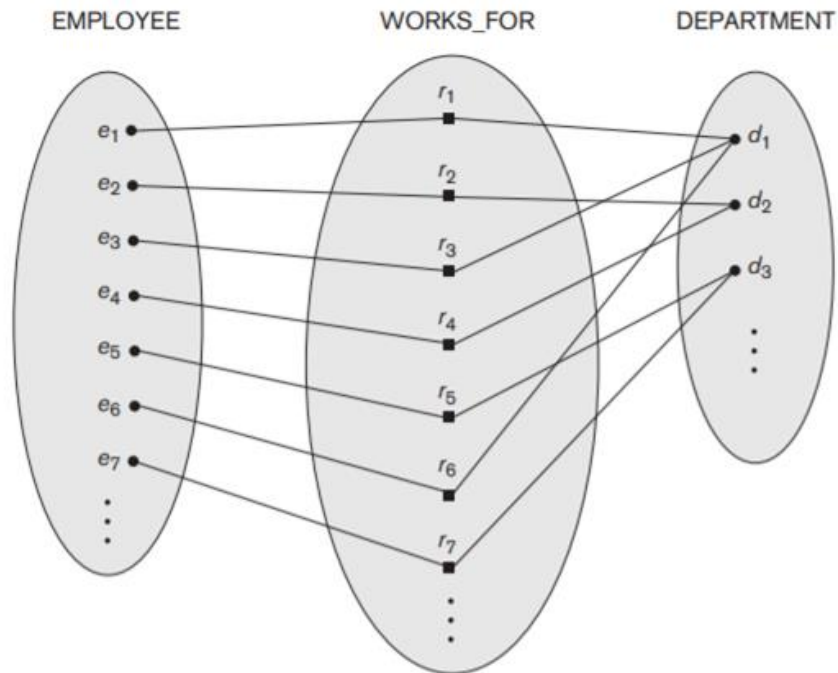 EMPLOYEE WORKS_FOR DEPARTMENT
e₁
e₂
e₃
e₄
e₅
e₆
e₇
r₁
r₂
r₃
r₄
r₅
r₆
r₇
d₁
d₂
d₃